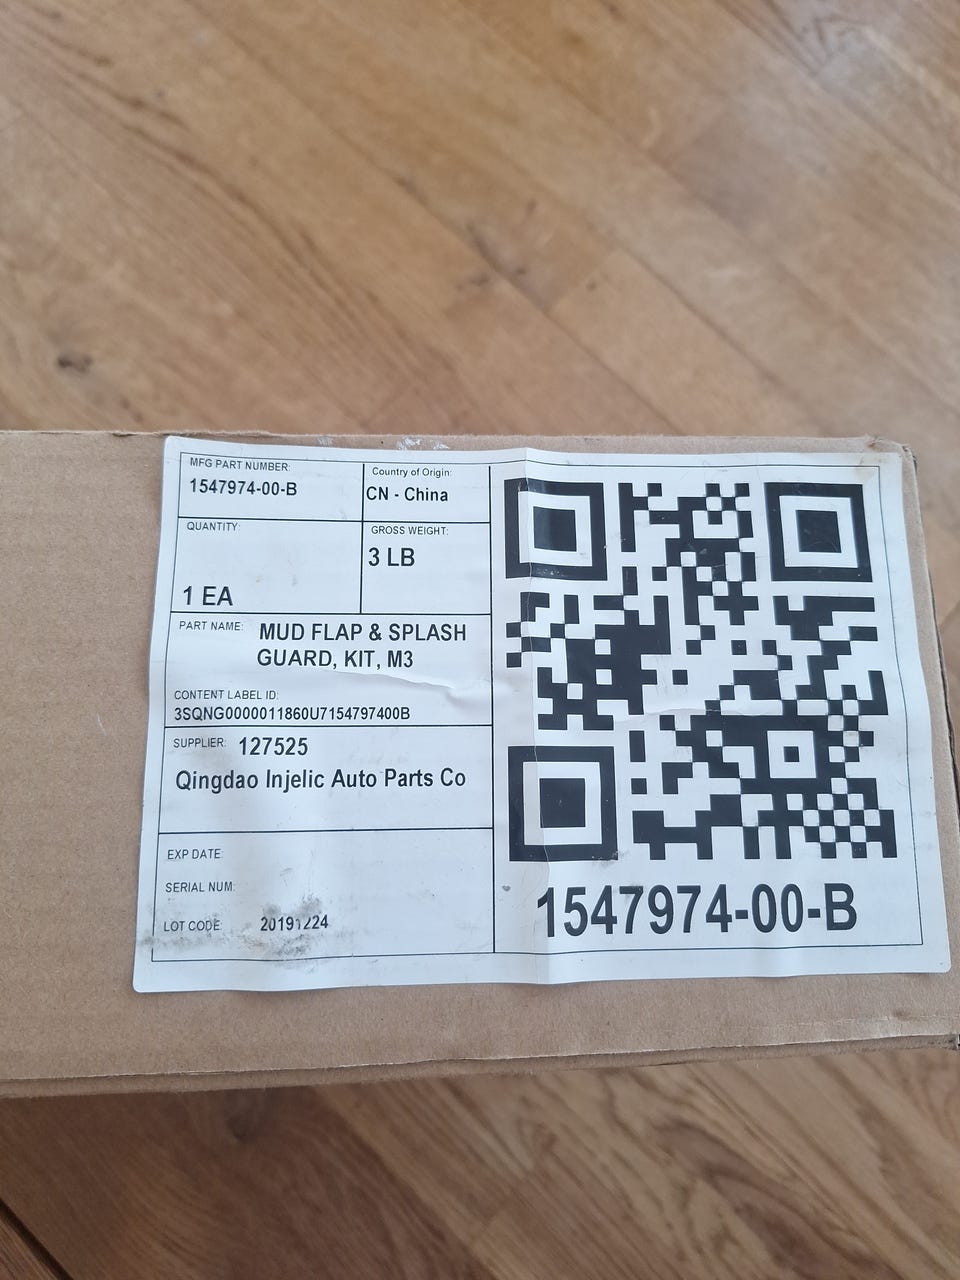 MFG PART NUMBER:
1547974-00-B
Country of Origin:
CN - China
QUANTITY:
1 EA
GROSS WEIGHT:
3 LB
PART NAME: MUD FLAP & SPLASH
GUARD, KIT, M3
CONTENT LABEL ID:
3SQNG0000011860U7154797400B
SUPPLIER: 127525
Qingdao Injelic Auto Parts Co
EXP DATE:
SERIAL NUM:
LOT CODE: 20191224
1547974-00-B